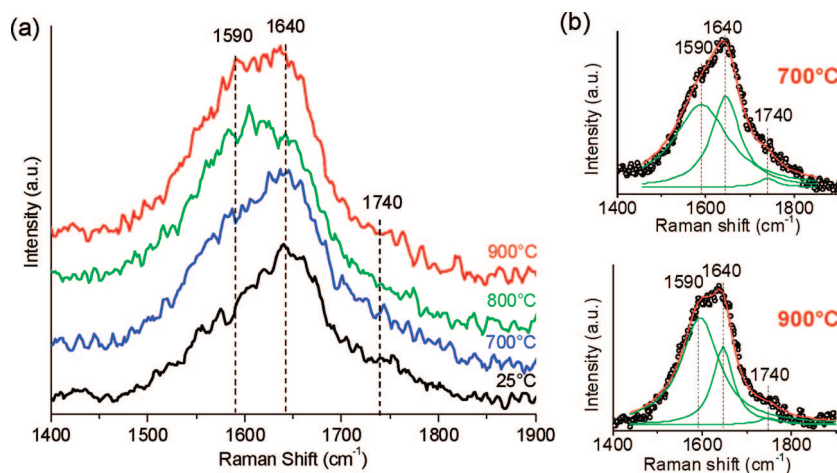 (a)
1590
1640
1740
900°C
800°C
700°C
25°C
Intensity (a.u.)
1400
1500
1600
1700
1800
1900
Raman Shift (cm⁻¹)
(b)
1640
1590
1740
700°C
Intensity (a.u.)
1400
1600
1800
Raman shift (cm⁻¹)
1640
1590
1740
900°C
Intensity (a.u.)
1400
1600
1800
Raman shift (cm⁻¹)